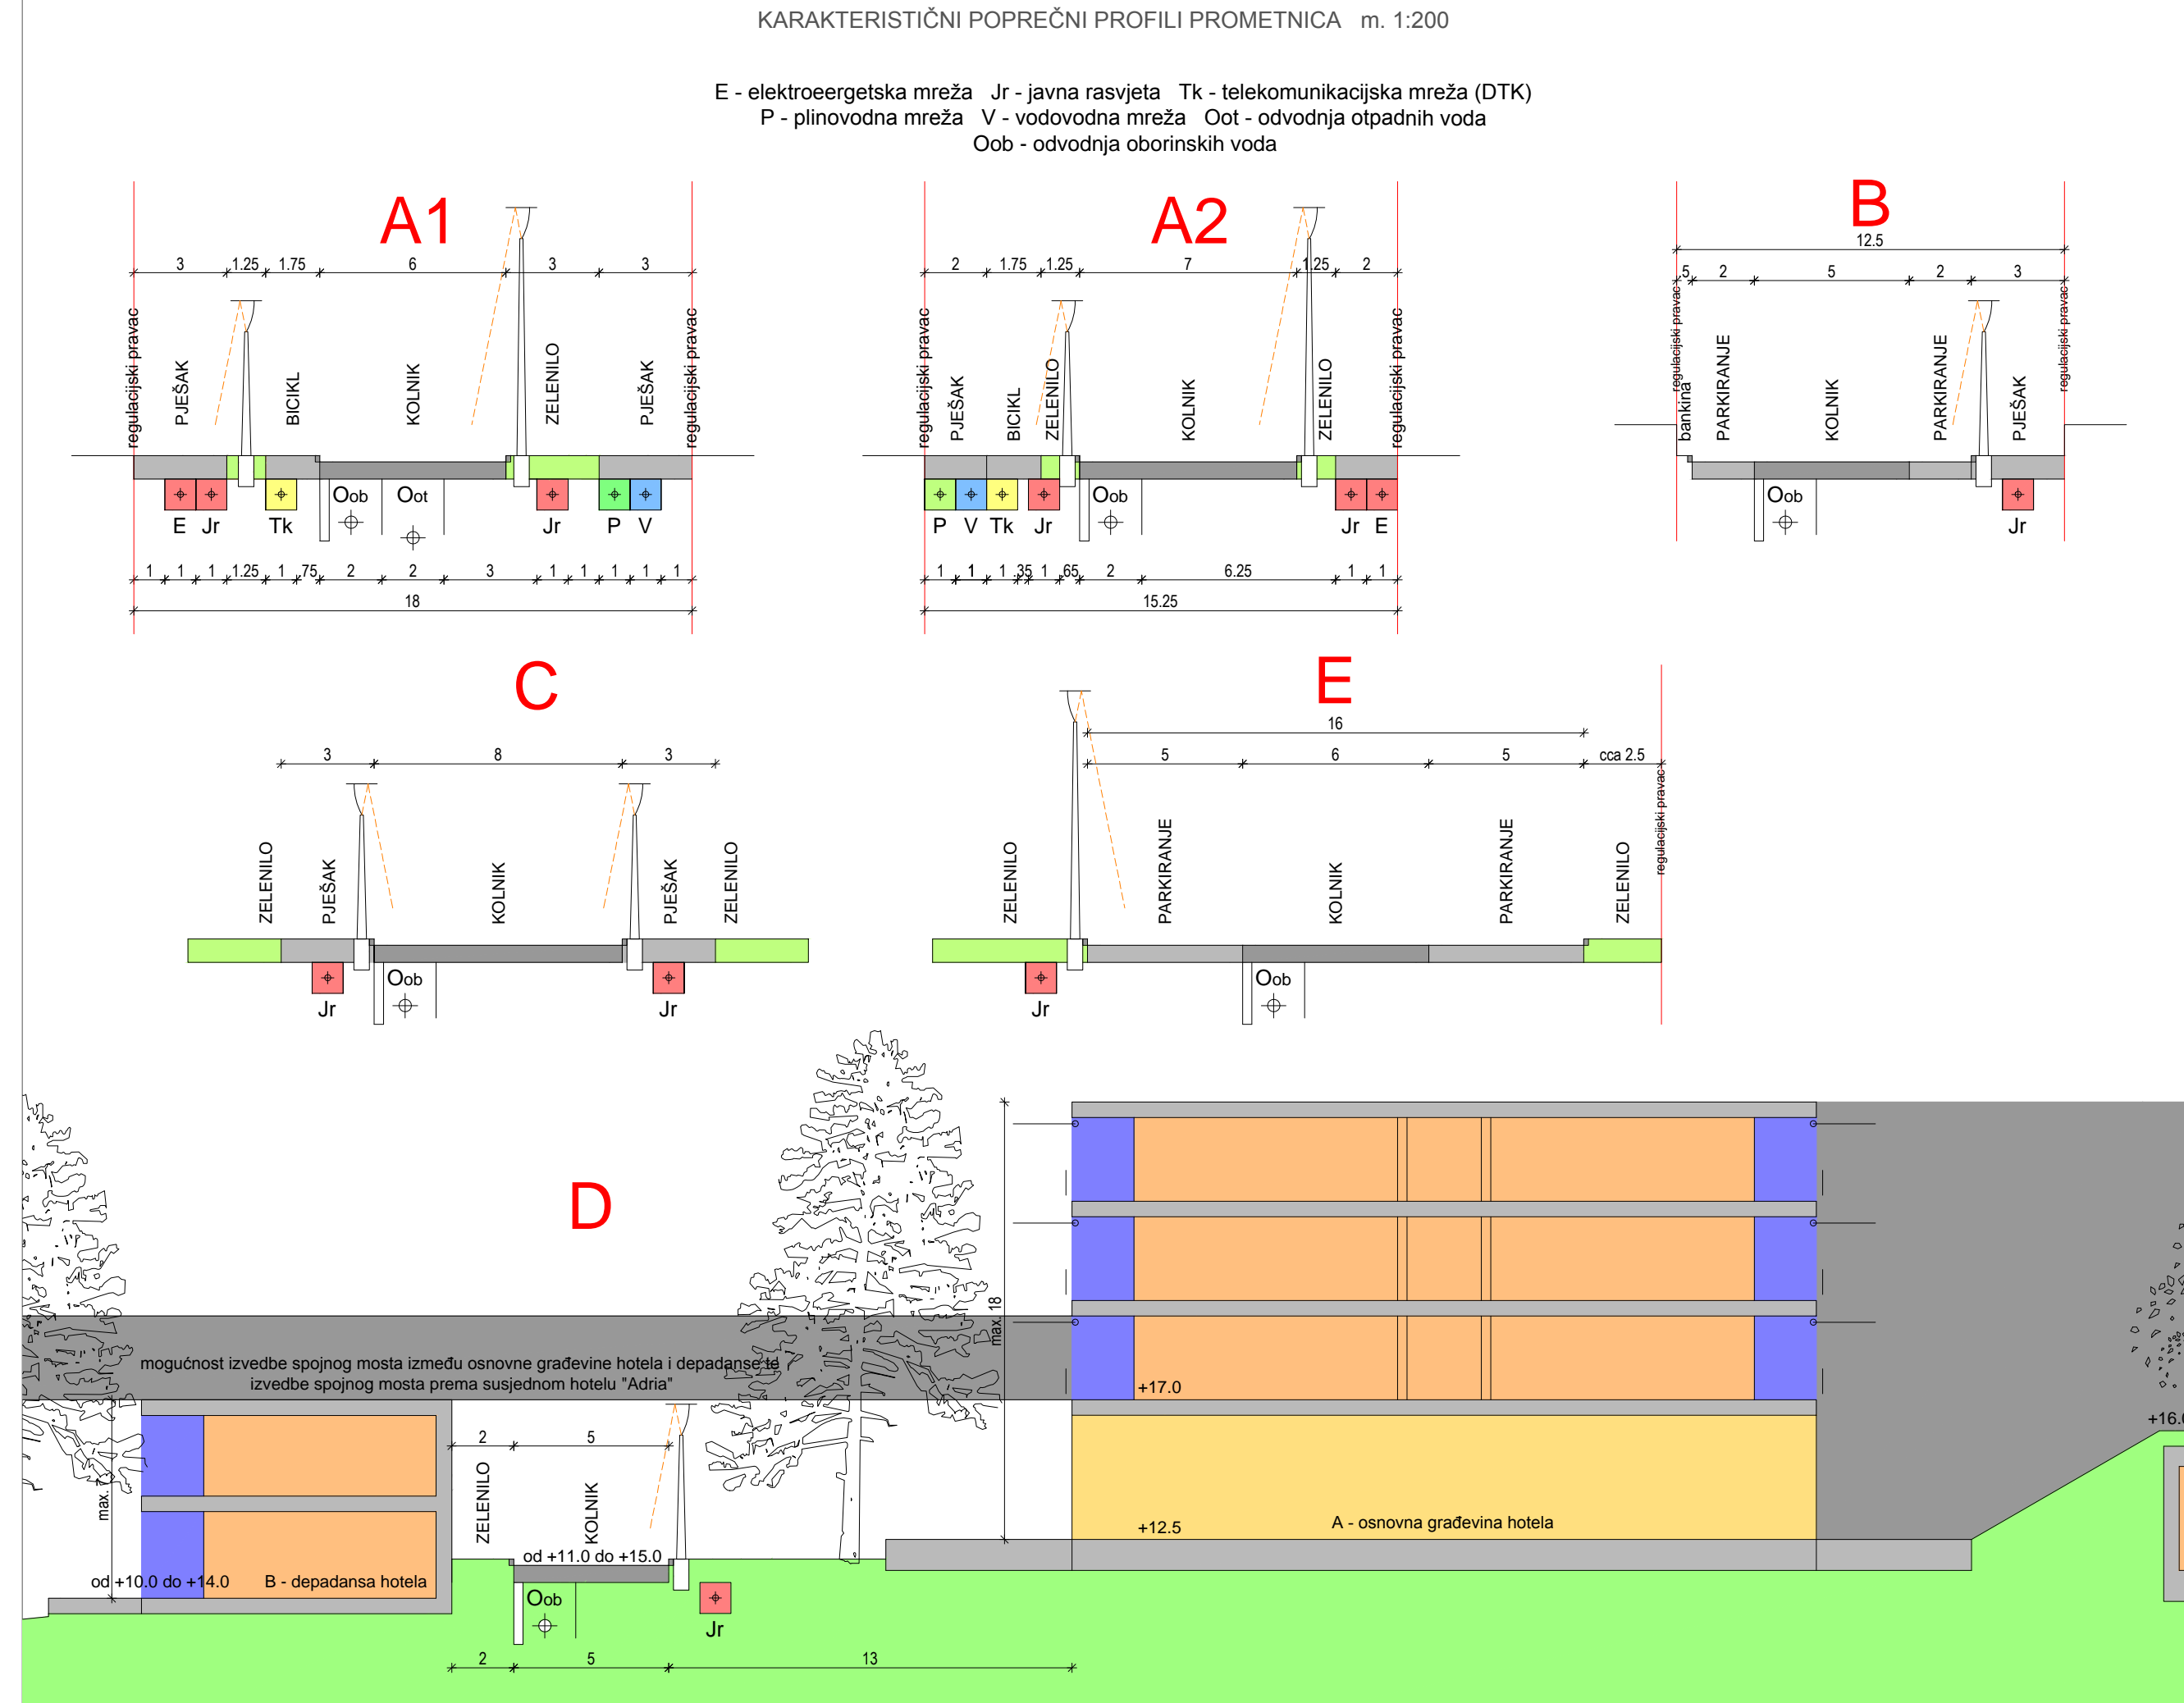 KARAKTERISTIČNI POPREČNI PROFILI PROMETNICA m. 1:200
E - elektroeergetska mreža Jr - javna rasvjeta Tk - telekomunikacijska mreža (DTK)
P - plinovodna mreža V - vodovodna mreža Oot - odvodnja otpadnih voda
Oob - odvodnja oborinskih voda
A1
3 1.25 1.75 6 3 3
regulacijski pravac
PJEŠAK
BICIKL
KOLNIK
ZELENILO
PJEŠAK
regulacijski pravac
Oob Oot
E Jr Tk Jr P V
1 1 1 1.25 1 .75 2 2 3 1 1 1 1 1
18
A2
2 1.75 1.25 7 1.25 2
regulacijski pravac
PJEŠAK
BICIKL
ZELENILO
KOLNIK
ZELENILO
regulacijski pravac
Oob
P V Tk Jr Jr E
1 1 1 .35 1 .65 2 6.25 1 1
15.25
B
12.5
.5 2 5 2 3
regulacijski pravac
bankina
PARKIRANJE
KOLNIK
PARKIRANJE
PJEŠAK
regulacijski pravac
Oob
Jr
C
3 8 3
ZELENILO
PJEŠAK
KOLNIK
PJEŠAK
ZELENILO
Oob
Jr Jr
E
16
5 6 5 cca 2.5
ZELENILO
PARKIRANJE
KOLNIK
PARKIRANJE
ZELENILO
regulacijski pravac
Oob
Jr
D
max. 18
mogućnost izvedbe spojnog mosta između osnovne građevine hotela i depadanse te
izvedbe spojnog mosta prema susjednom hotelu "Adria"
+17.0
2 5
max.
ZELENILO
KOLNIK
od +11.0 do +15.0
+12.5
A - osnovna građevina hotela
od +10.0 do +14.0
B - depadansa hotela
Oob
Jr
2 5 13